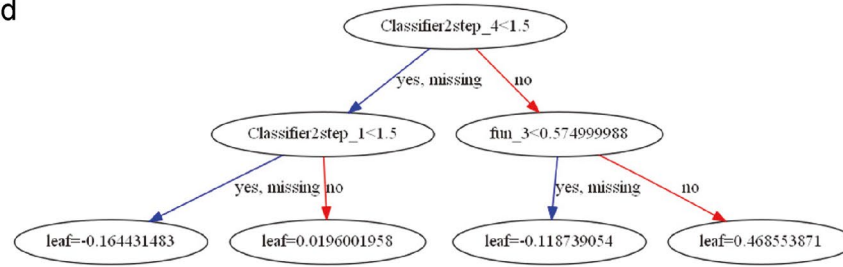 d
Classifier2step_4<1.5
yes, missing no
Classifier2step_1<1.5 fun_3<0.574999988
yes, missing no yes, missing no
leaf=-0.164431483 leaf=0.0196001958 leaf=-0.118739054 leaf=0.468553871